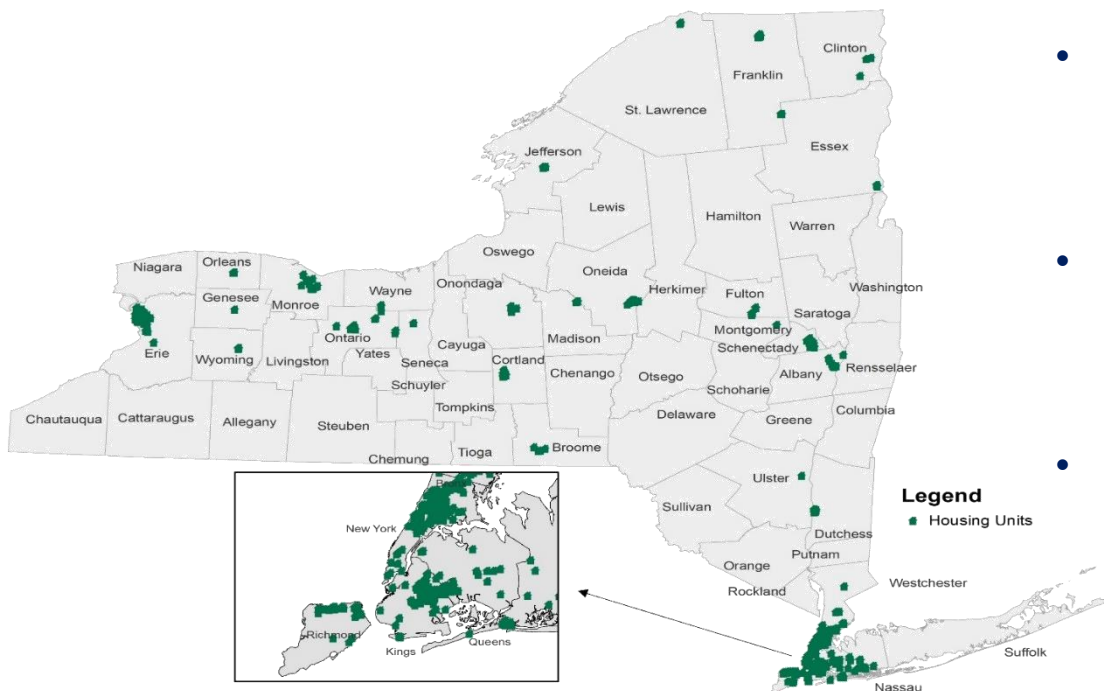 Clinton
Franklin
St. Lawrence
Essex
Jefferson
Lewis
Hamilton
Warren
Oswego
Oneida
Herkimer
Washington
Niagara
Orleans
Genesee
Monroe
Wayne
Onondaga
Fulton
Saratoga
Montgomery
Schenectady
Madison
Erie
Wyoming
Livingston
Ontario
Yates
Seneca
Cayuga
Cortland
Chenango
Otsego
Schoharie
Albany
Rensselaer
Schuyler
Tompkins
Chautauqua
Cattaraugus
Allegany
Steuben
Delaware
Greene
Columbia
Chemung
Tioga
Broome
Ulster
Sullivan
Dutchess
Putnam
Orange
Rockland
Westchester
Suffolk
Nassau
Legend
Housing Units
Bronx
New York
Richmond
Kings
Queens